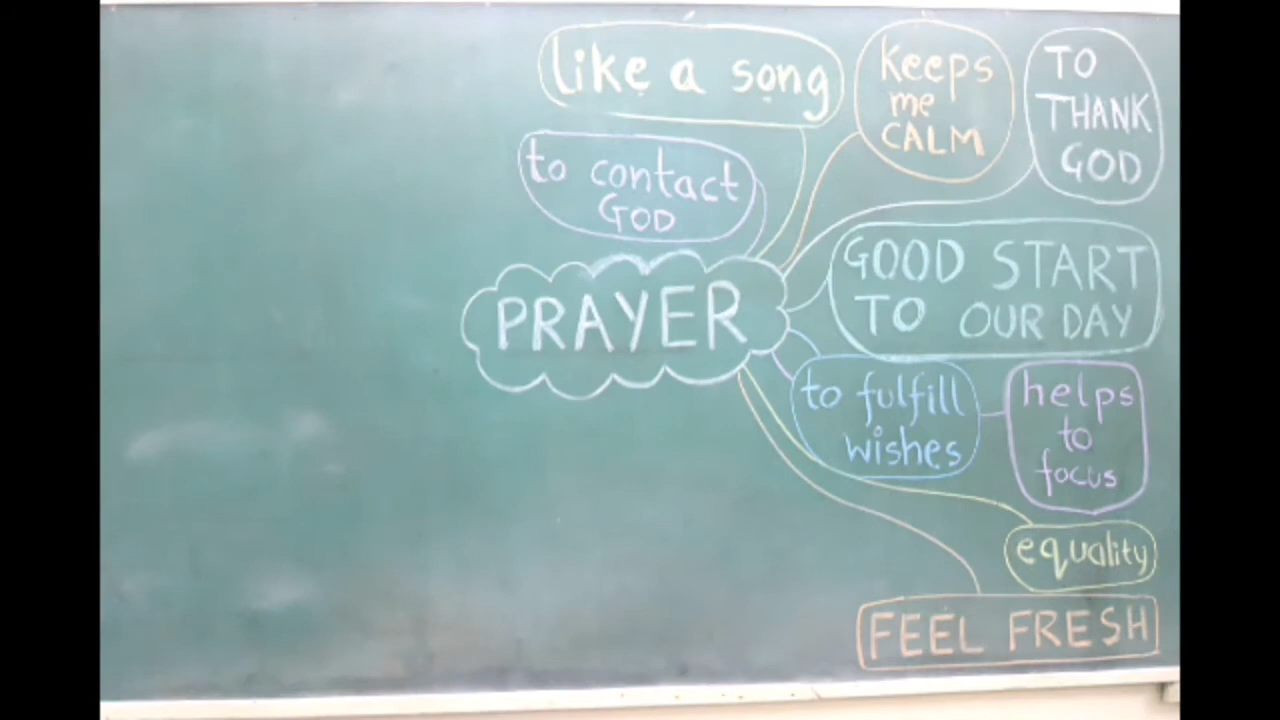 like a song
keeps
me
CALM
TO
THANK
GOD
to contact
GOD
GOOD START
TO OUR DAY
PRAYER
to fulfill
wishes
helps
to
focus
equality
FEEL FRESH